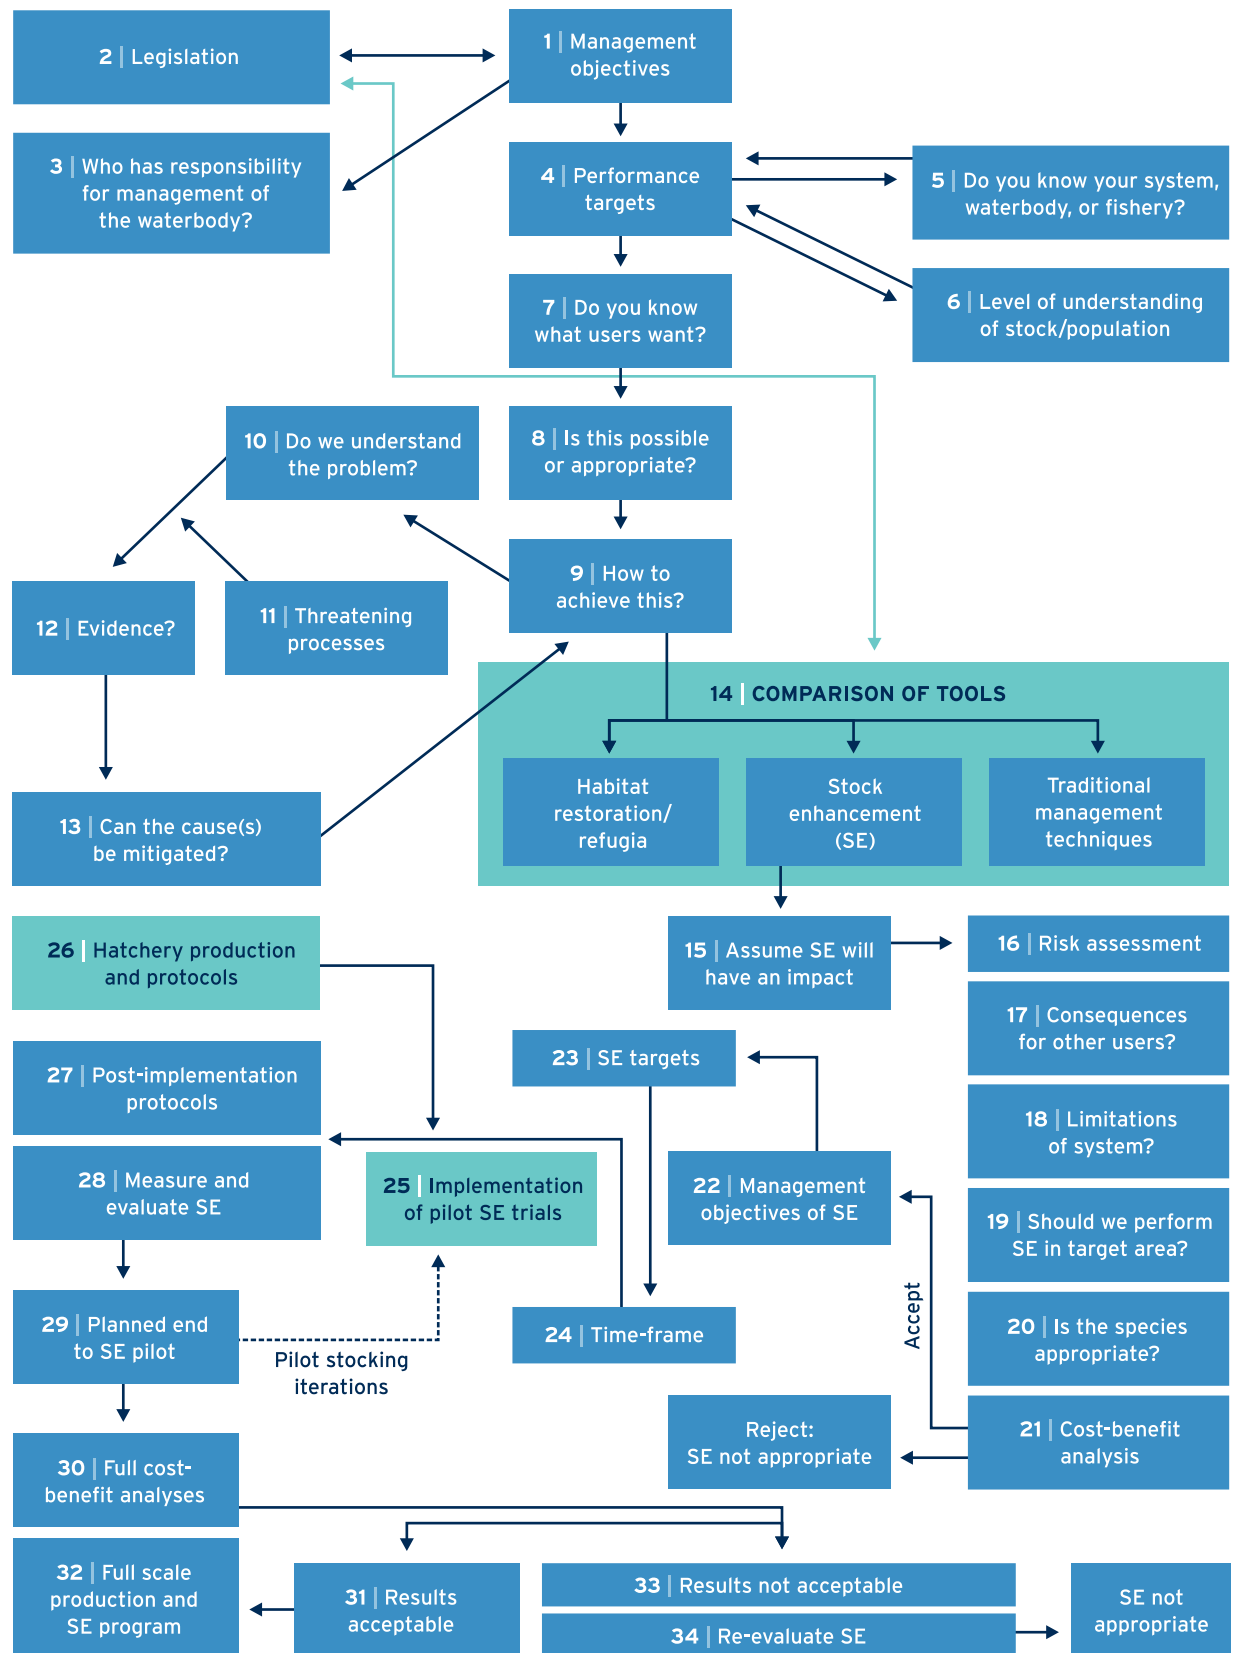 1 | Management
objectives
2 | Legislation
3 | Who has responsibility
for management of
the waterbody?
4 | Performance
targets
5 | Do you know your system,
waterbody, or fishery?
6 | Level of understanding
of stock/population
7 | Do you know
what users want?
8 | Is this possible
or appropriate?
9 | How to
achieve this?
10 | Do we understand
the problem?
11 | Threatening
processes
12 | Evidence?
13 | Can the cause(s)
be mitigated?
14 | COMPARISON OF TOOLS
Habitat
restoration/
refugia
Stock
enhancement
(SE)
Traditional
management
techniques
15 | Assume SE will
have an impact
16 | Risk assessment
17 | Consequences
for other users?
18 | Limitations
of system?
19 | Should we perform
SE in target area?
20 | Is the species
appropriate?
21 | Cost-benefit
analysis
Accept
Reject:
SE not appropriate
22 | Management
objectives of SE
23 | SE targets
24 | Time-frame
25 | Implementation
of pilot SE trials
26 | Hatchery production
and protocols
27 | Post-implementation
protocols
28 | Measure and
evaluate SE
29 | Planned end
to SE pilot
Pilot stocking
iterations
30 | Full cost-
benefit analyses
31 | Results
acceptable
32 | Full scale
production and
SE program
33 | Results not acceptable
34 | Re-evaluate SE
SE not
appropriate